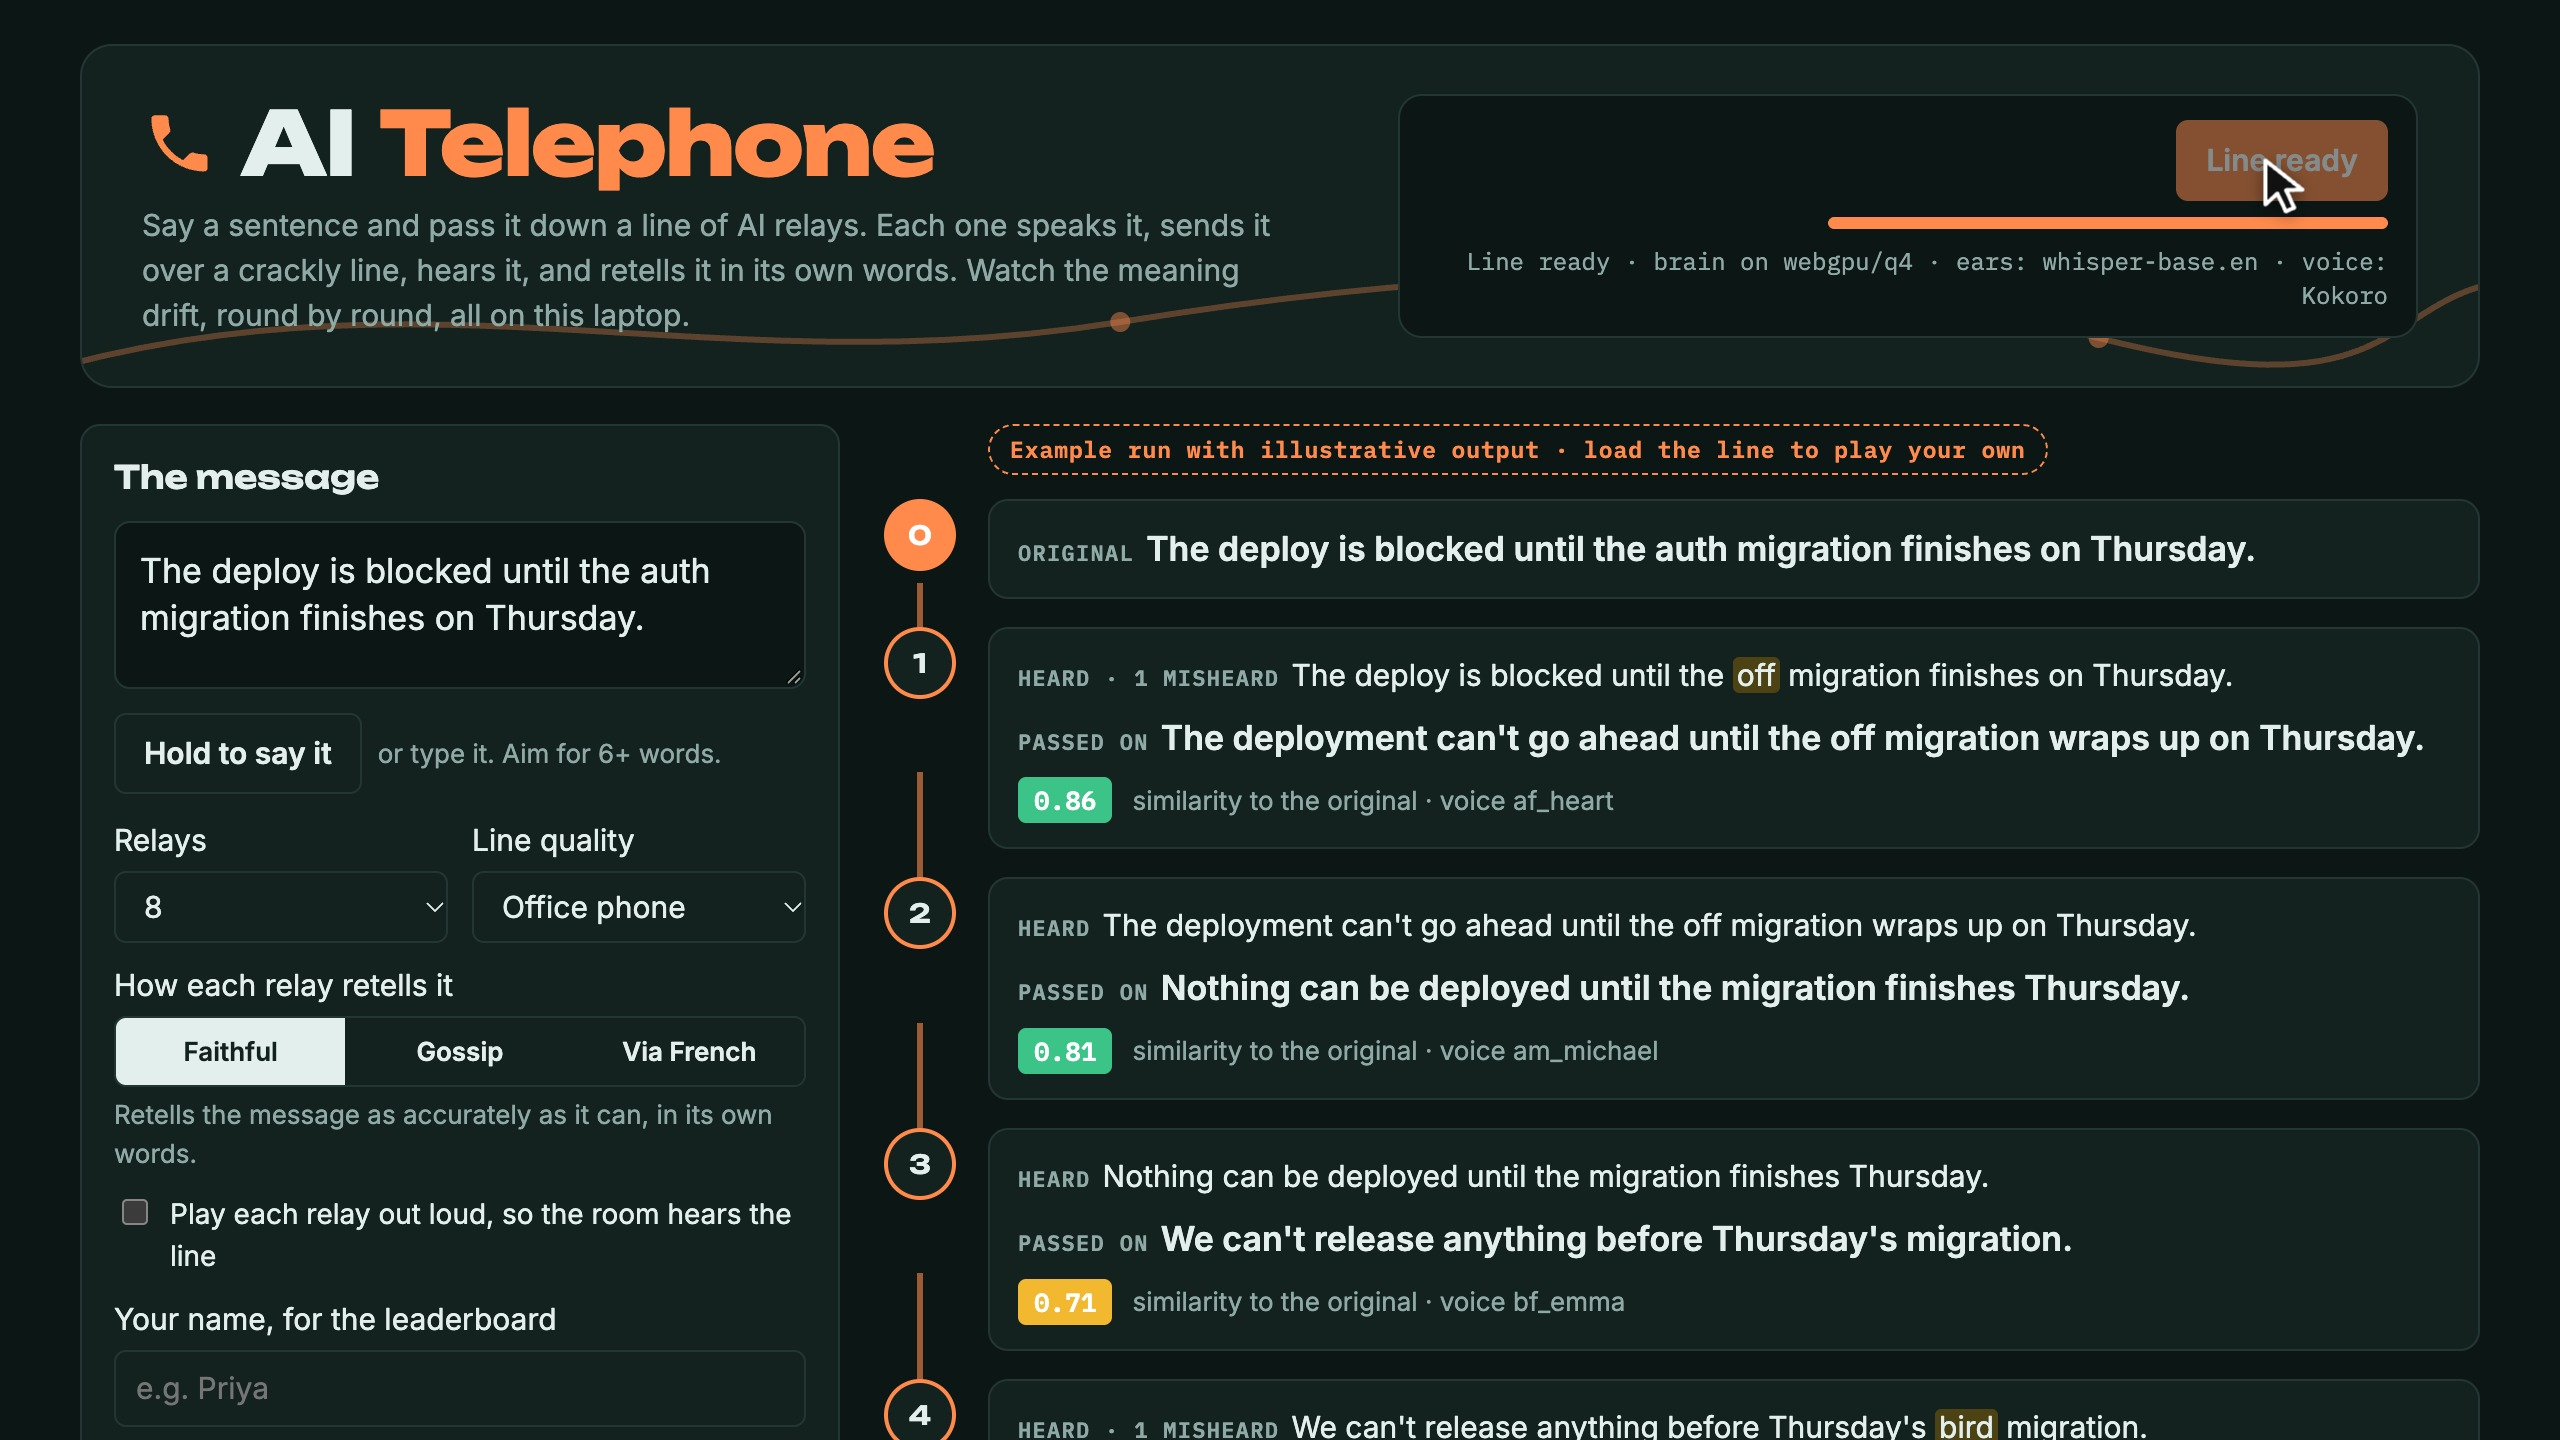 AI Telephone
Say a sentence and pass it down a line of AI relays. Each one speaks it, sends it
over a crackly line, hears it, and retells it in its own words. Watch the meaning
drift, round by round, all on this laptop.
Line ready
Line ready · brain on webgpu/q4 · ears: whisper-base.en · voice:
Kokoro
The message
The deploy is blocked until the auth
migration finishes on Thursday.
Hold to say it
or type it. Aim for 6+ words.
Relays
Line quality
8
Office phone
How each relay retells it
Faithful
Gossip
Via French
Retells the message as accurately as it can, in its own
words.
Play each relay out loud, so the room hears the
line
Your name, for the leaderboard
e.g. Priya
Example run with illustrative output · load the line to play your own
0
ORIGINAL The deploy is blocked until the auth migration finishes on Thursday.
1
HEARD · 1 MISHEARD The deploy is blocked until the off migration finishes on Thursday.
PASSED ON The deployment can't go ahead until the off migration wraps up on Thursday.
0.86 similarity to the original · voice af_heart
2
HEARD The deployment can't go ahead until the off migration wraps up on Thursday.
PASSED ON Nothing can be deployed until the migration finishes Thursday.
0.81 similarity to the original · voice am_michael
3
HEARD Nothing can be deployed until the migration finishes Thursday.
PASSED ON We can't release anything before Thursday's migration.
0.71 similarity to the original · voice bf_emma
4
HEARD · 1 MISHEARD We can't release anything before Thursday's bird migration.